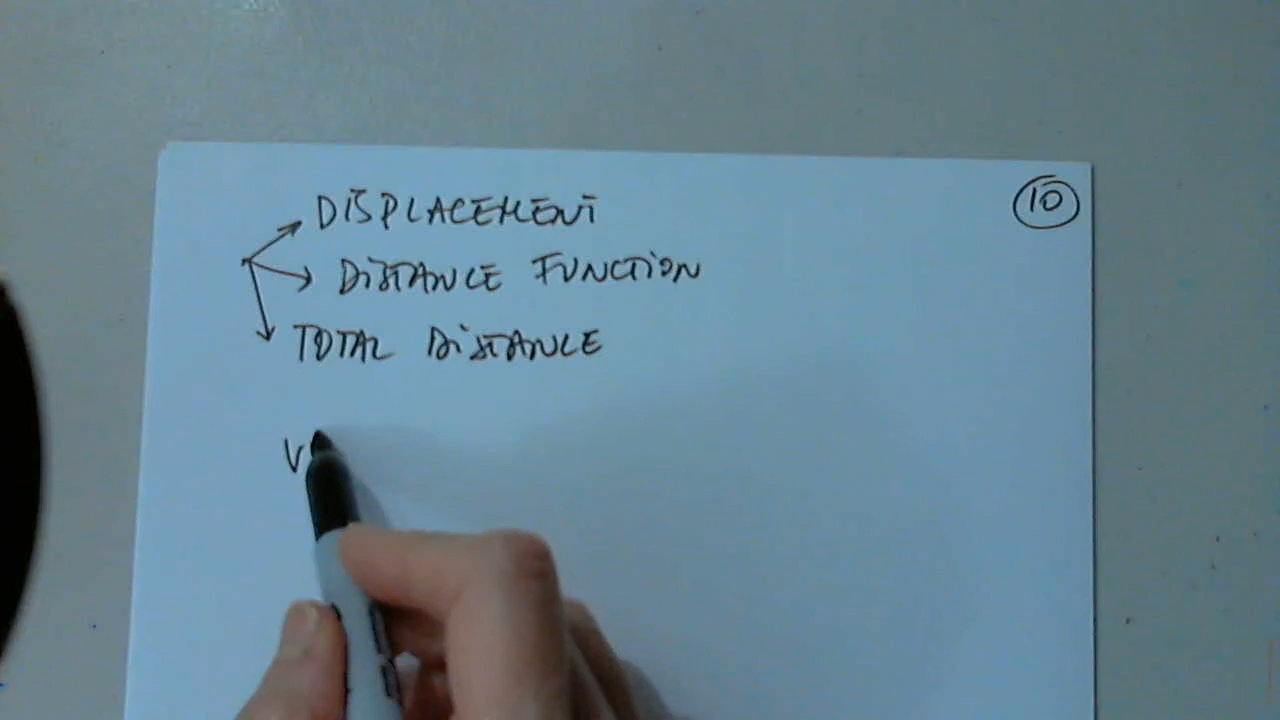 10
DISPLACEMENT
DISTANCE FUNCTION
TOTAL DISTANCE
V